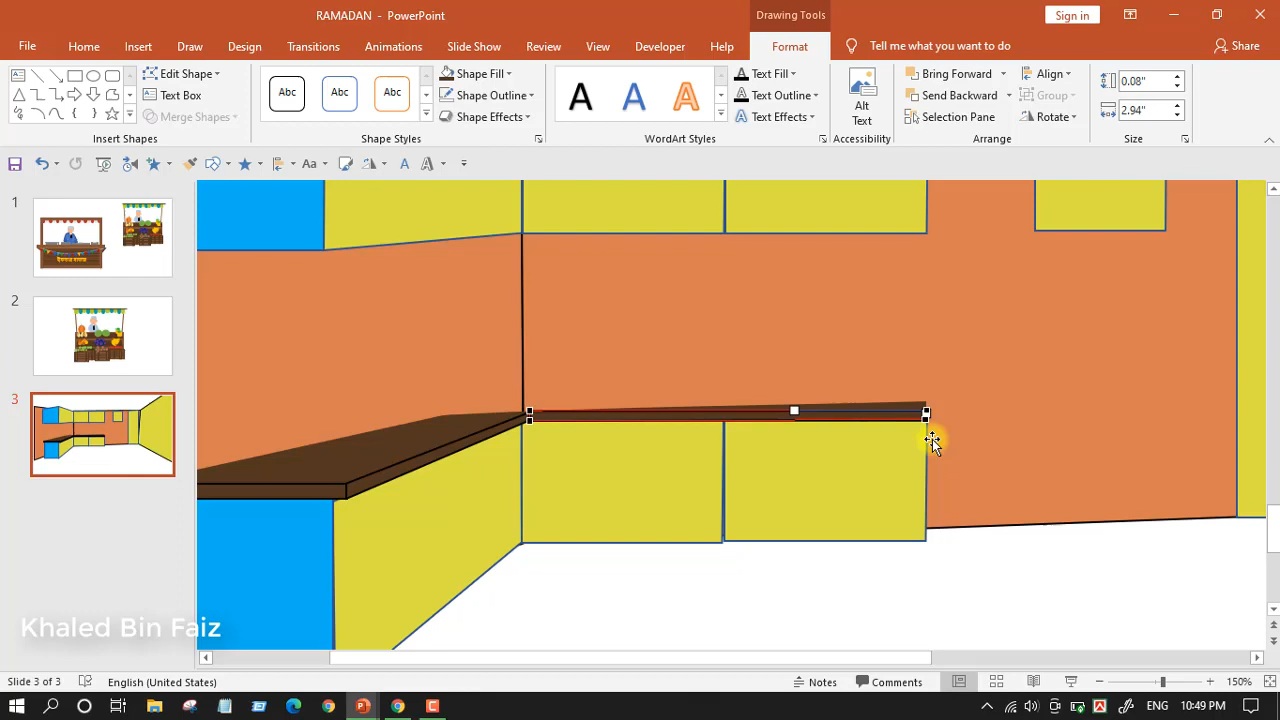 RAMADAN - PowerPoint
Drawing Tools
Sign in
File
Home
Insert
Draw
Design
Transitions
Animations
Slide Show
Review
View
Developer
Help
Format
Tell me what you want to do
Share
Edit Shape
Text Box
Merge Shapes
Insert Shapes
Abc
Abc
Abc
Shape Fill
Shape Outline
Shape Effects
Shape Styles
A
A
A
Text Fill
Text Outline
Text Effects
WordArt Styles
Alt
Text
Accessibility
Bring Forward
Send Backward
Selection Pane
Align
Group
Rotate
Arrange
0.08"
2.94"
Size
Aa
A
A
1
2
3
Khaled Bin Faiz
Slide 3 of 3
English (United States)
Notes
Comments
150%
ENG
10:49 PM